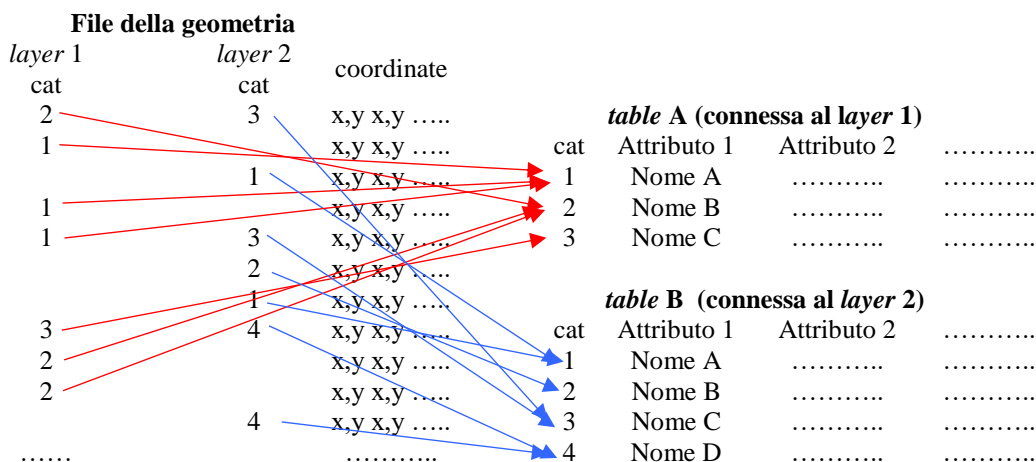 File della geometria
layer 1 layer 2
cat cat coordinate
2 3 x,y x,y …..
1 x,y x,y …..
1 x,y x,y …..
1 x,y x,y …..
1 3 x,y x,y …..
2 x,y x,y …..
1 x,y x,y …..
3 4 x,y x,y …..
2 x,y x,y …..
2 x,y x,y …..
4 x,y x,y …..
…… ………..
table A (connessa al layer 1)
cat Attributo 1 Attributo 2 ………..
1 Nome A ……….. ………..
2 Nome B ……….. ………..
3 Nome C ……….. ………..
table B (connessa al layer 2)
cat Attributo 1 Attributo 2 ………..
1 Nome A ……….. ………..
2 Nome B ……….. ………..
3 Nome C ……….. ………..
4 Nome D ……….. ………..